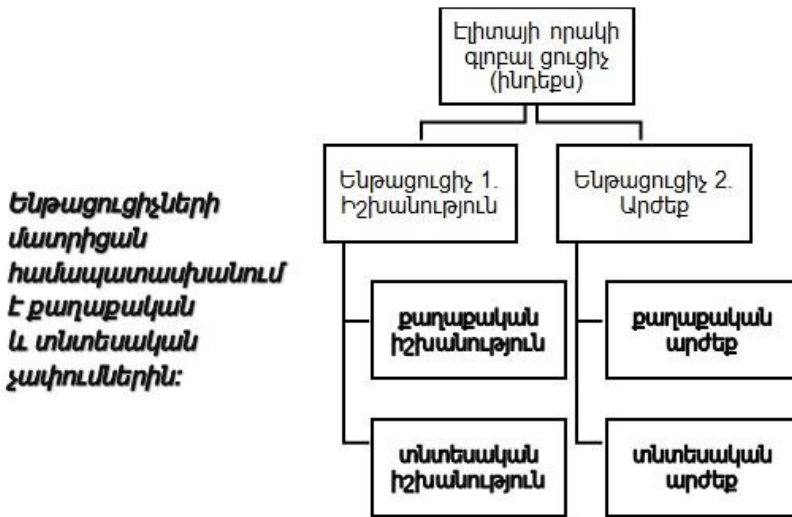 Էլիտայի որակի
գլոբալ ցուցիչ
(ինդեքս)
Ենթացուցիչ 1.
Իշխանություն
Ենթացուցիչ 2.
Արժեք
Ենթացուցիչների
մատրիցան
համապատասխանում
է քաղաքական
և տնտեսական
չափումներին:
քաղաքական
իշխանություն
քաղաքական
արժեք
տնտեսական
իշխանություն
տնտեսական
արժեք